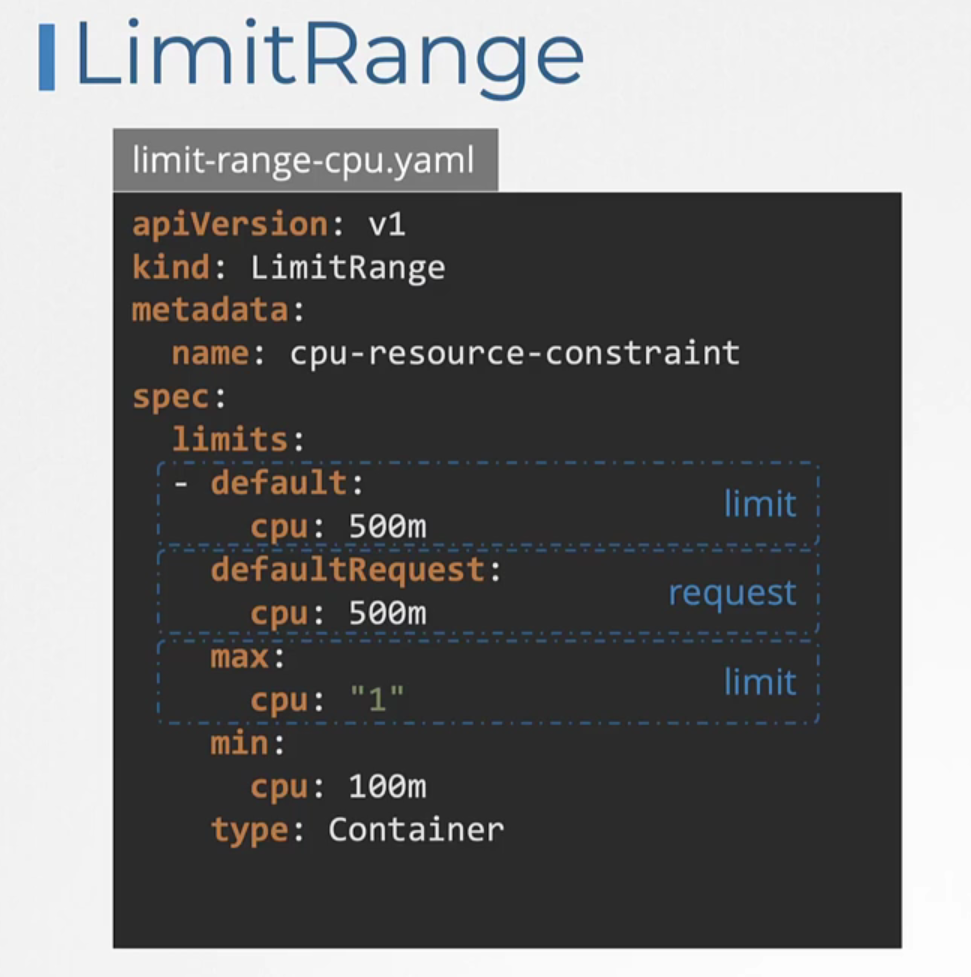 LimitRange
limit-range-cpu.yaml
apiVersion: v1
kind: LimitRange
metadata:
  name: cpu-resource-constraint
spec:
  limits:
  - default:
      cpu: 500m
limit
    defaultRequest:
      cpu: 500m
request
    max:
      cpu: "1"
limit
    min:
      cpu: 100m
    type: Container